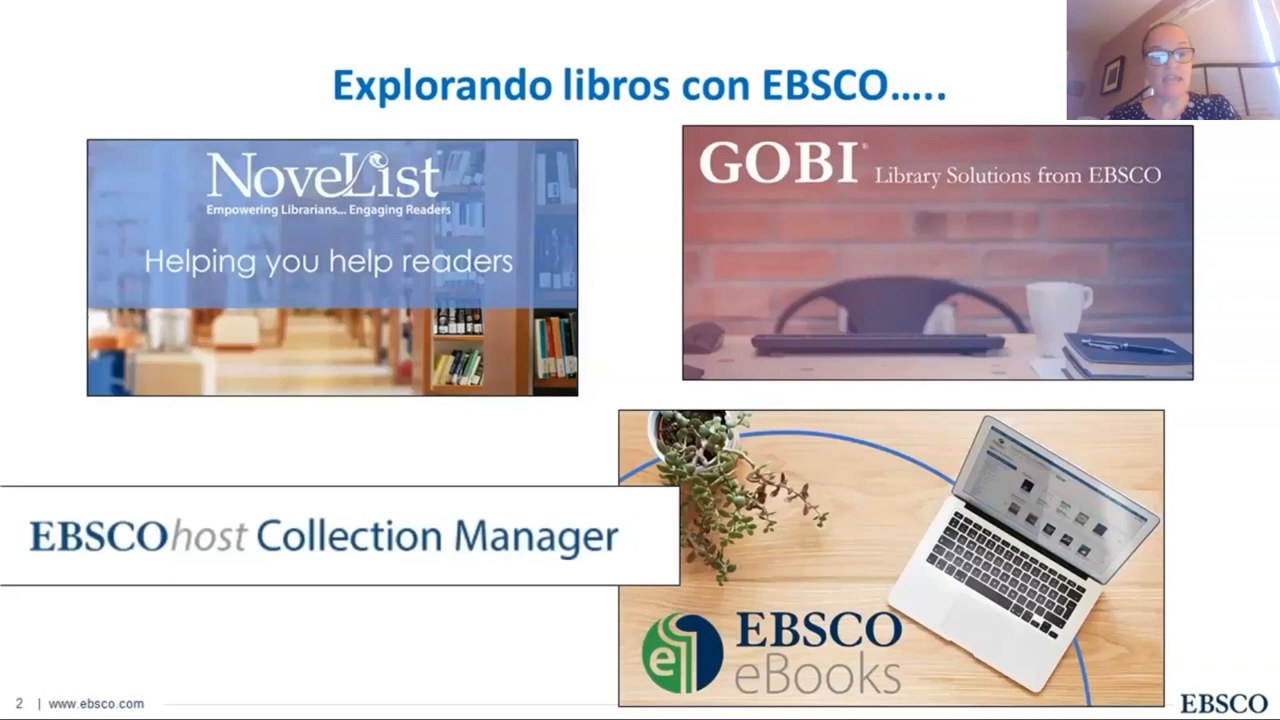 Explorando libros con EBSCO…..
NoveList
Empowering Librarians... Engaging Readers
Helping you help readers
GOBI® Library Solutions from EBSCO
EBSCOhost Collection Manager
e
EBSCO
eBooks
2 | www.ebsco.com
EBSCO